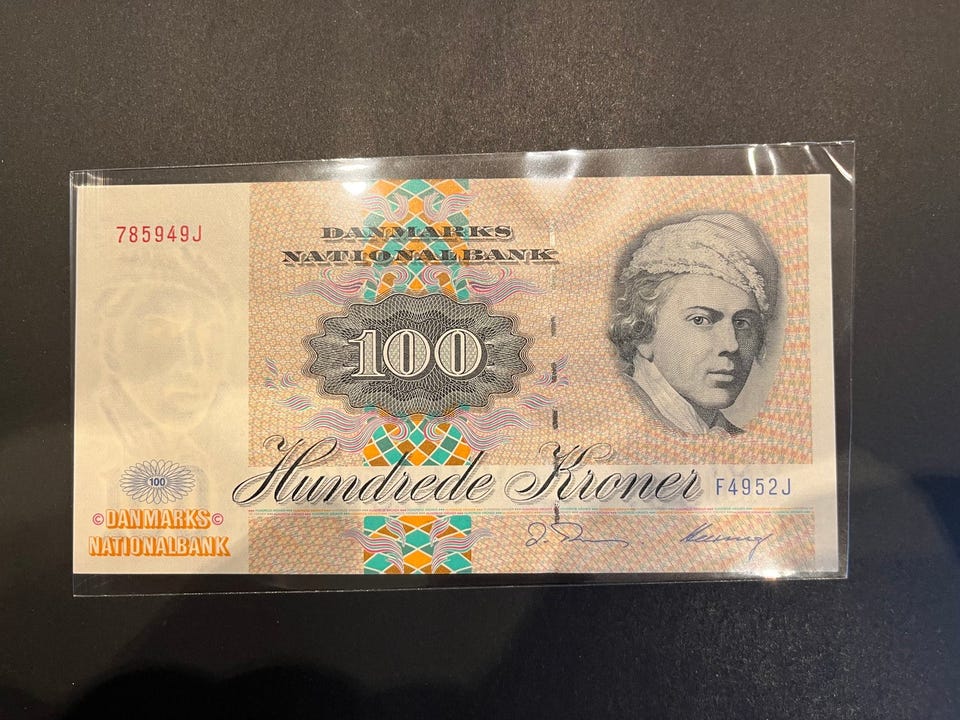 785949J
DANMARKS
NATIONALBANK
100
Hundrede Kroner
F4952J
100
© DANMARKS ©
NATIONALBANK